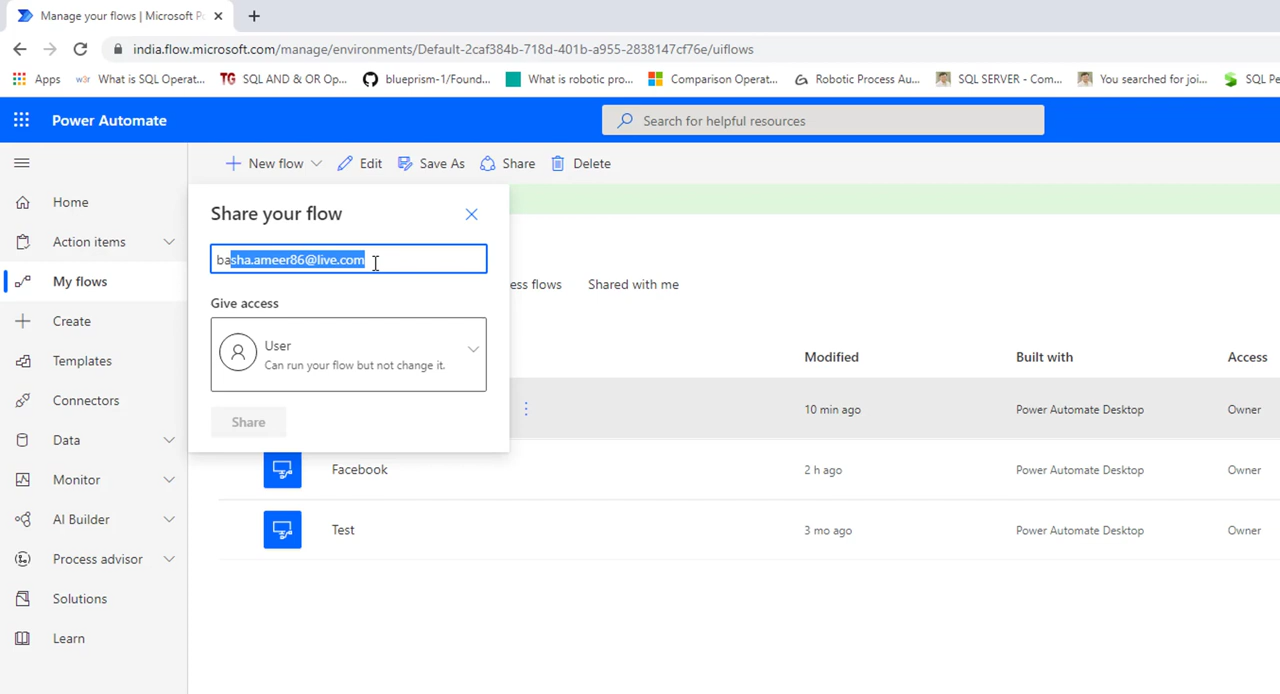 Manage your flows | Microsoft P
india.flow.microsoft.com/manage/environments/Default-2caf384b-718d-401b-a955-2838147cf76e/uiflows
Apps What is SQL Operat... SQL AND & OR Op... blueprism-1/Found... What is robotic pro... Comparison Operat... Robotic Process Au... SQL SERVER - Com... You searched for joi... SQL Pe
Power Automate
Search for helpful resources
New flow Edit Save As Share Delete
Home
Action items
My flows
Create
Templates
Connectors
Data
Monitor
AI Builder
Process advisor
Solutions
Learn
Share your flow
basha.ameer86@live.com
Give access
User
Can run your flow but not change it.
Share
ess flows Shared with me
Modified Built with Access
10 min ago Power Automate Desktop Owner
Facebook 2 h ago Power Automate Desktop Owner
Test 3 mo ago Power Automate Desktop Owner